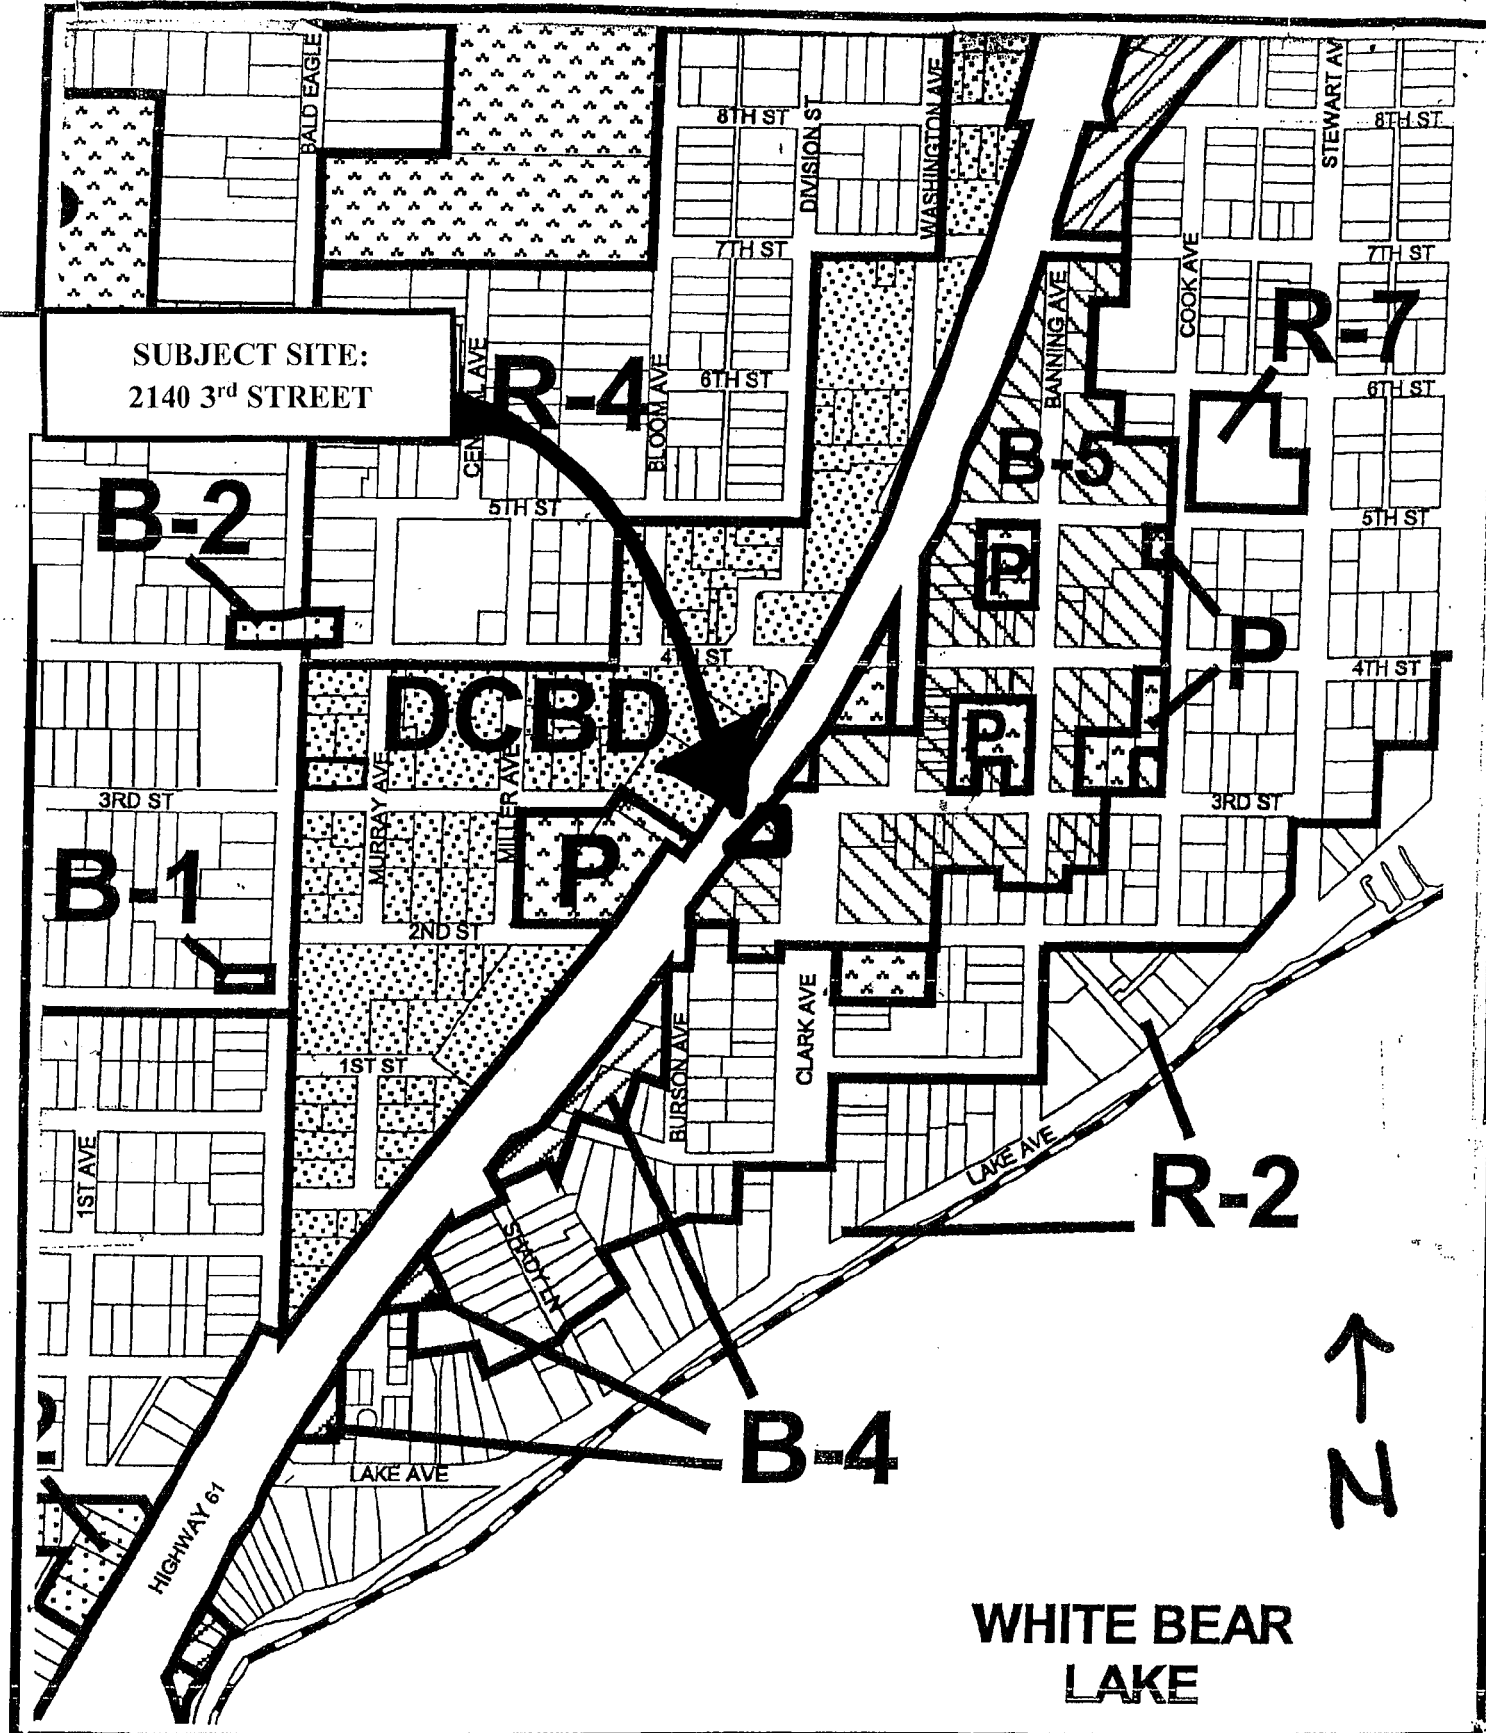 BALD EAGLE
8TH ST
DIVISION ST
WASHINGTON AVE
STEWART AV
8TH ST
7TH ST
7TH ST
COOK AVE
BANNING AVE
R-7
SUBJECT SITE:
2140 3rd STREET
R-4
BLOOM AVE
6TH ST
6TH ST
B-5
B-2
5TH ST
5TH ST
P
P
4TH ST
4TH ST
DCBD
P
MURRAY AVE
MILLER AVE
3RD ST
3RD ST
B-1
P
2ND ST
CLARK AVE
BURSON AVE
1ST ST
1ST AVE
LAKE AVE
R-2
SHADY LN
B-4
LAKE AVE
HIGHWAY 61
N
WHITE BEAR
LAKE